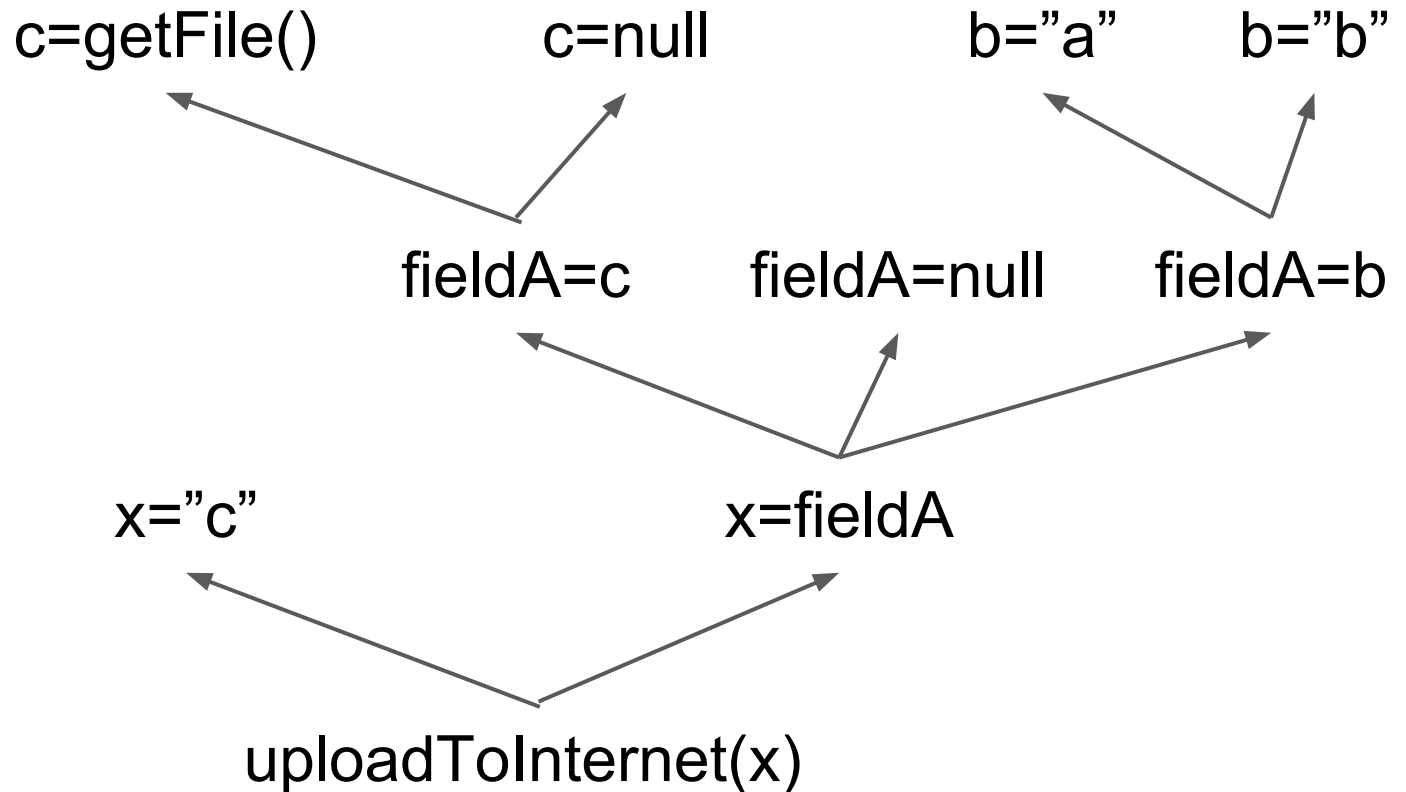 c=getFile() c=null b=”a” b=”b”
fieldA=c fieldA=null fieldA=b
x=”c” x=fieldA
uploadToInternet(x)